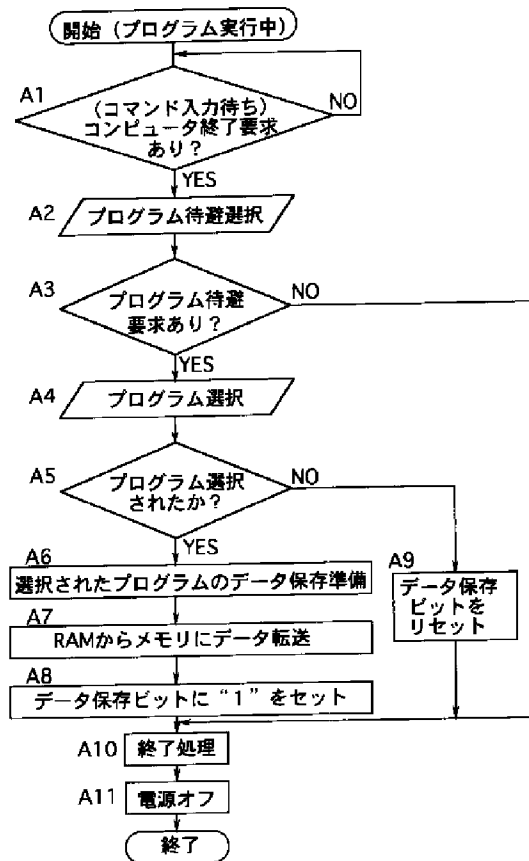 開始（プログラム実行中）
A1
（コマンド入力待ち）
コンピュータ終了要求
あり？
NO
YES
A2
プログラム待避選択
A3
プログラム待避
要求あり？
NO
YES
A4
プログラム選択
A5
プログラム選択
されたか？
NO
YES
A6
選択されたプログラムのデータ保存準備
A7
RAMからメモリにデータ転送
A8
データ保存ビットに“1”をセット
A9
データ保存
ビットを
リセット
A10
終了処理
A11
電源オフ
終了